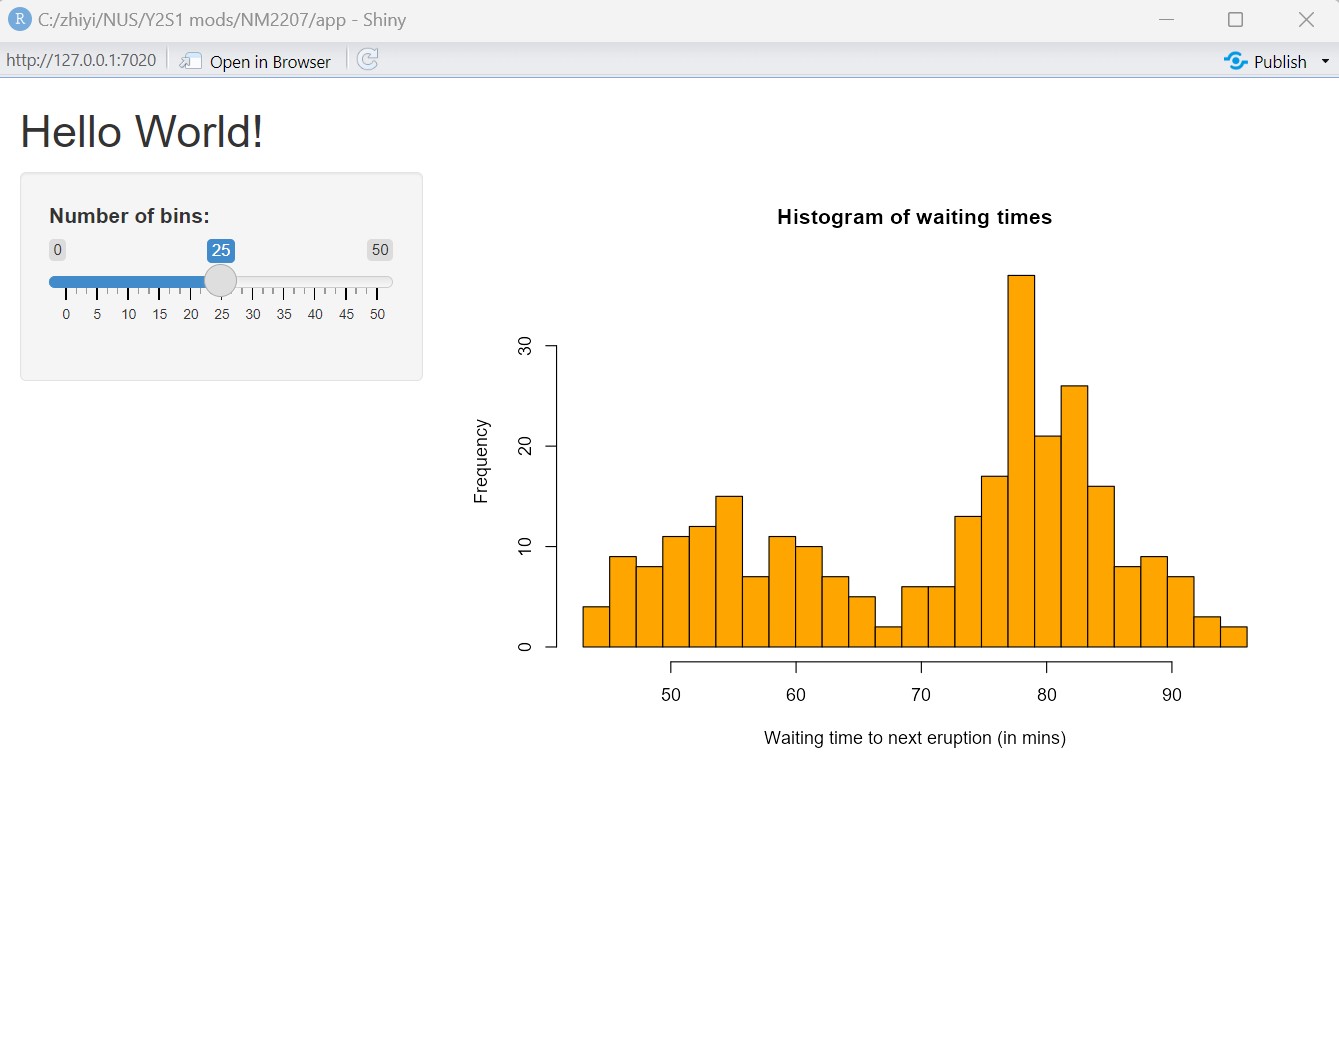 R C:/zhiyi/NUS/Y2S1 mods/NM2207/app - Shiny
http://127.0.0.1:7020 Open in Browser Publish
Hello World!
Number of bins:
0 25 50
0 5 10 15 20 25 30 35 40 45 50
Histogram of waiting times
Frequency
30
20
10
0
50 60 70 80 90
Waiting time to next eruption (in mins)